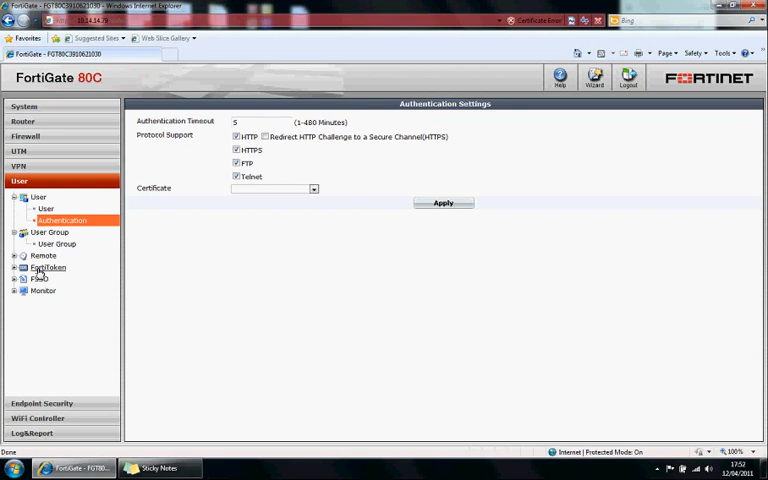 FortiGate - FGT80C3910621030 - Windows Internet Explorer
10.14.14.79
Certificate Error
Bing
Favorites
Suggested Sites
Web Slice Gallery
FortiGate - FGT80C3910621030
Page
Safety
Tools
FortiGate 80C
Help
Wizard
Logout
FORTINET
System
Router
Firewall
UTM
VPN
User
User
User
Authentication
User Group
User Group
Remote
FortiToken
Monitor
Endpoint Security
WiFi Controller
Log&Report
Authentication Settings
Authentication Timeout 5 (1-480 Minutes)
Protocol Support HTTP Redirect HTTP Challenge to a Secure Channel(HTTPS)
HTTPS
FTP
Telnet
Certificate
Apply
Done
Internet | Protected Mode: On
100%
FortiGate - FGT80...
Sticky Notes
17:52
12/04/2011